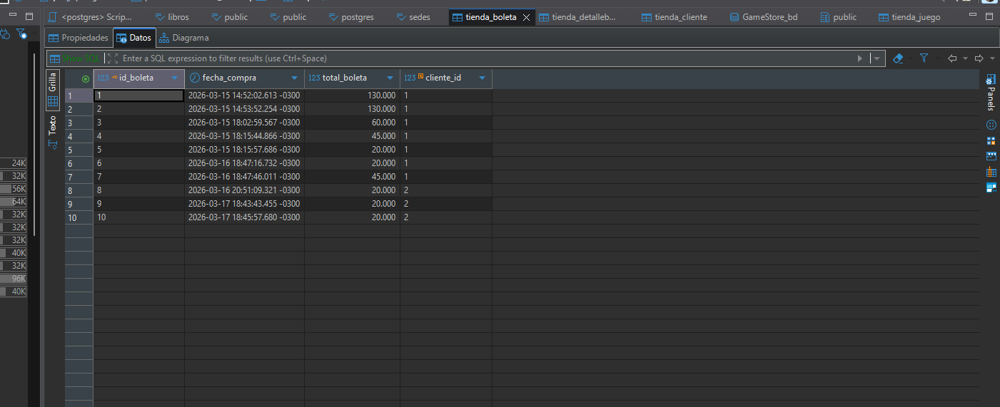 <postgres> Scrip... libros public public postgres sedes tienda_boleta tienda_detalleb... tienda_cliente GameStore_bd public tienda_juego
Propiedades Datos Diagrama
Show SQL Enter a SQL expression to filter results (use Ctrl+Space)
Grilla
Texto
123 id_boleta fecha_compra 123 total_boleta 123 cliente_id
1 1 2026-03-15 14:52:02.613 -0300 130.000 1
2 2 2026-03-15 14:53:52.254 -0300 130.000 1
3 3 2026-03-15 18:02:59.567 -0300 60.000 1
4 4 2026-03-15 18:15:44.866 -0300 45.000 1
5 5 2026-03-15 18:15:57.686 -0300 20.000 1
6 6 2026-03-16 18:47:16.732 -0300 20.000 1
7 7 2026-03-16 18:47:46.011 -0300 45.000 1
8 8 2026-03-16 20:51:09.321 -0300 20.000 2
9 9 2026-03-17 18:43:43.455 -0300 20.000 2
10 10 2026-03-17 18:45:57.680 -0300 20.000 2
24K
32K
56K
64K
32K
32K
32K
40K
32K
96K
40K
Panels